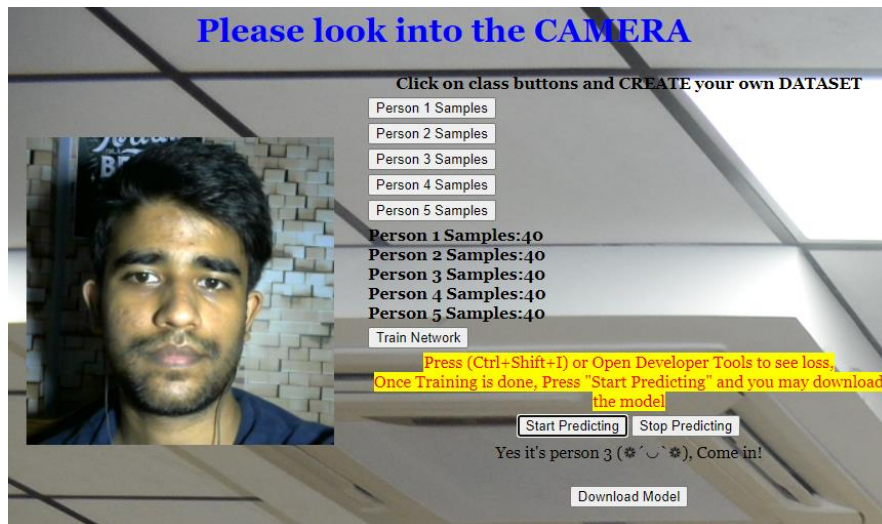 Please look into the CAMERA
Click on class buttons and CREATE your own DATASET
Person 1 Samples
Person 2 Samples
Person 3 Samples
Person 4 Samples
Person 5 Samples
Person 1 Samples:40
Person 2 Samples:40
Person 3 Samples:40
Person 4 Samples:40
Person 5 Samples:40
Train Network
Press (Ctrl+Shift+I) or Open Developer Tools to see loss,
Once Training is done, Press "Start Predicting" and you may download
the model
Start Predicting Stop Predicting
Yes it's person 3 (❁´◡`❁), Come in!
Download Model